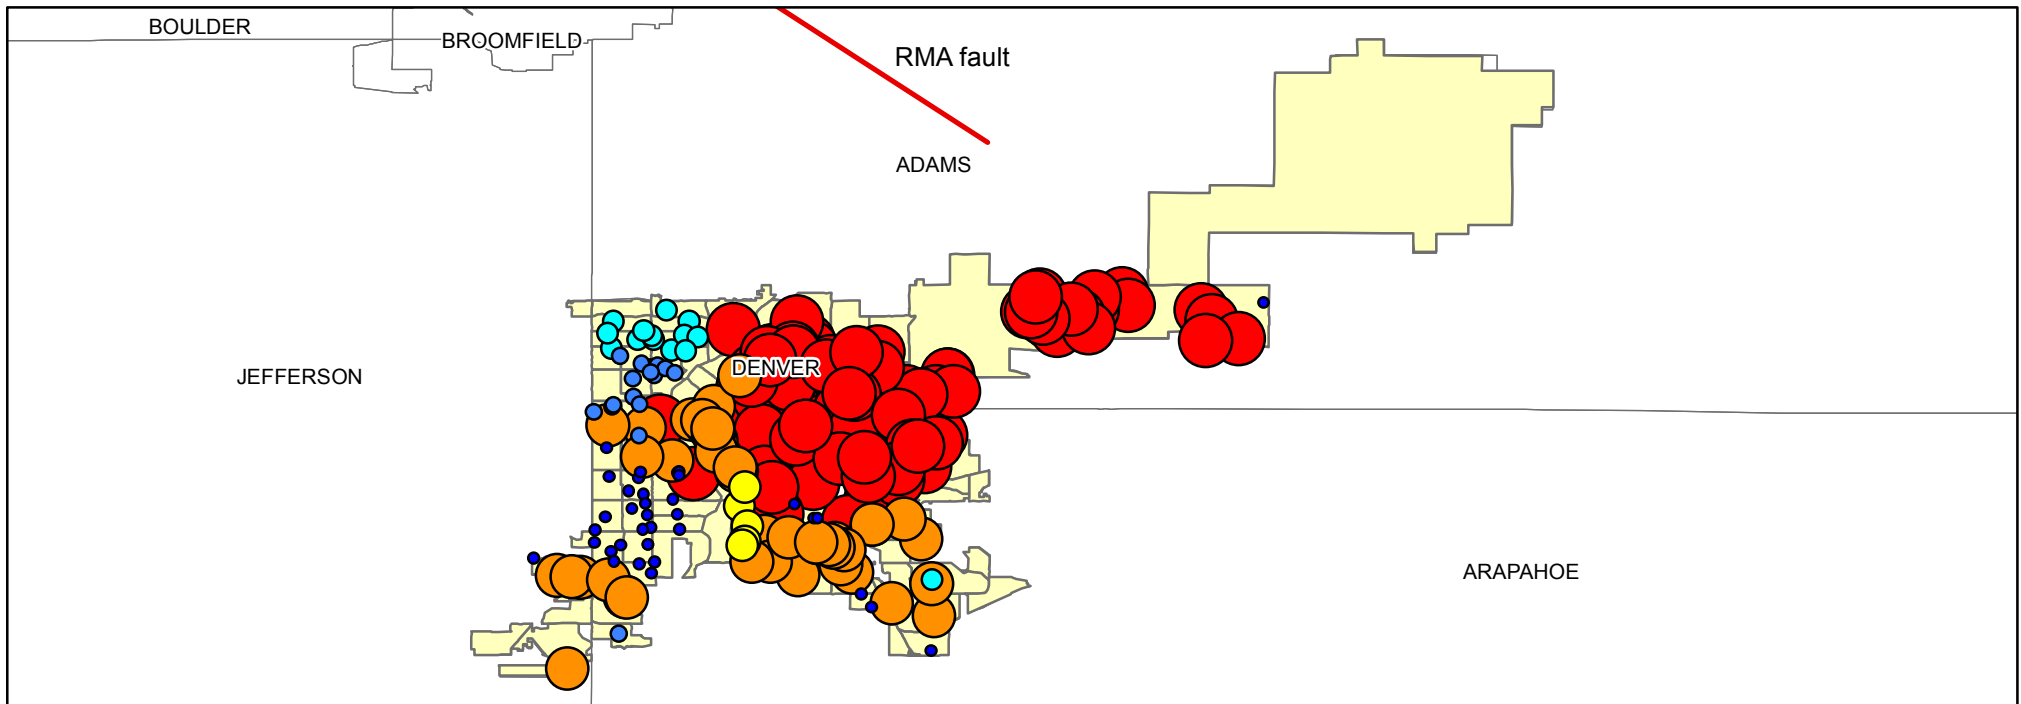 BOULDER
BROOMFIELD
RMA fault
ADAMS
DENVER
JEFFERSON
ARAPAHOE